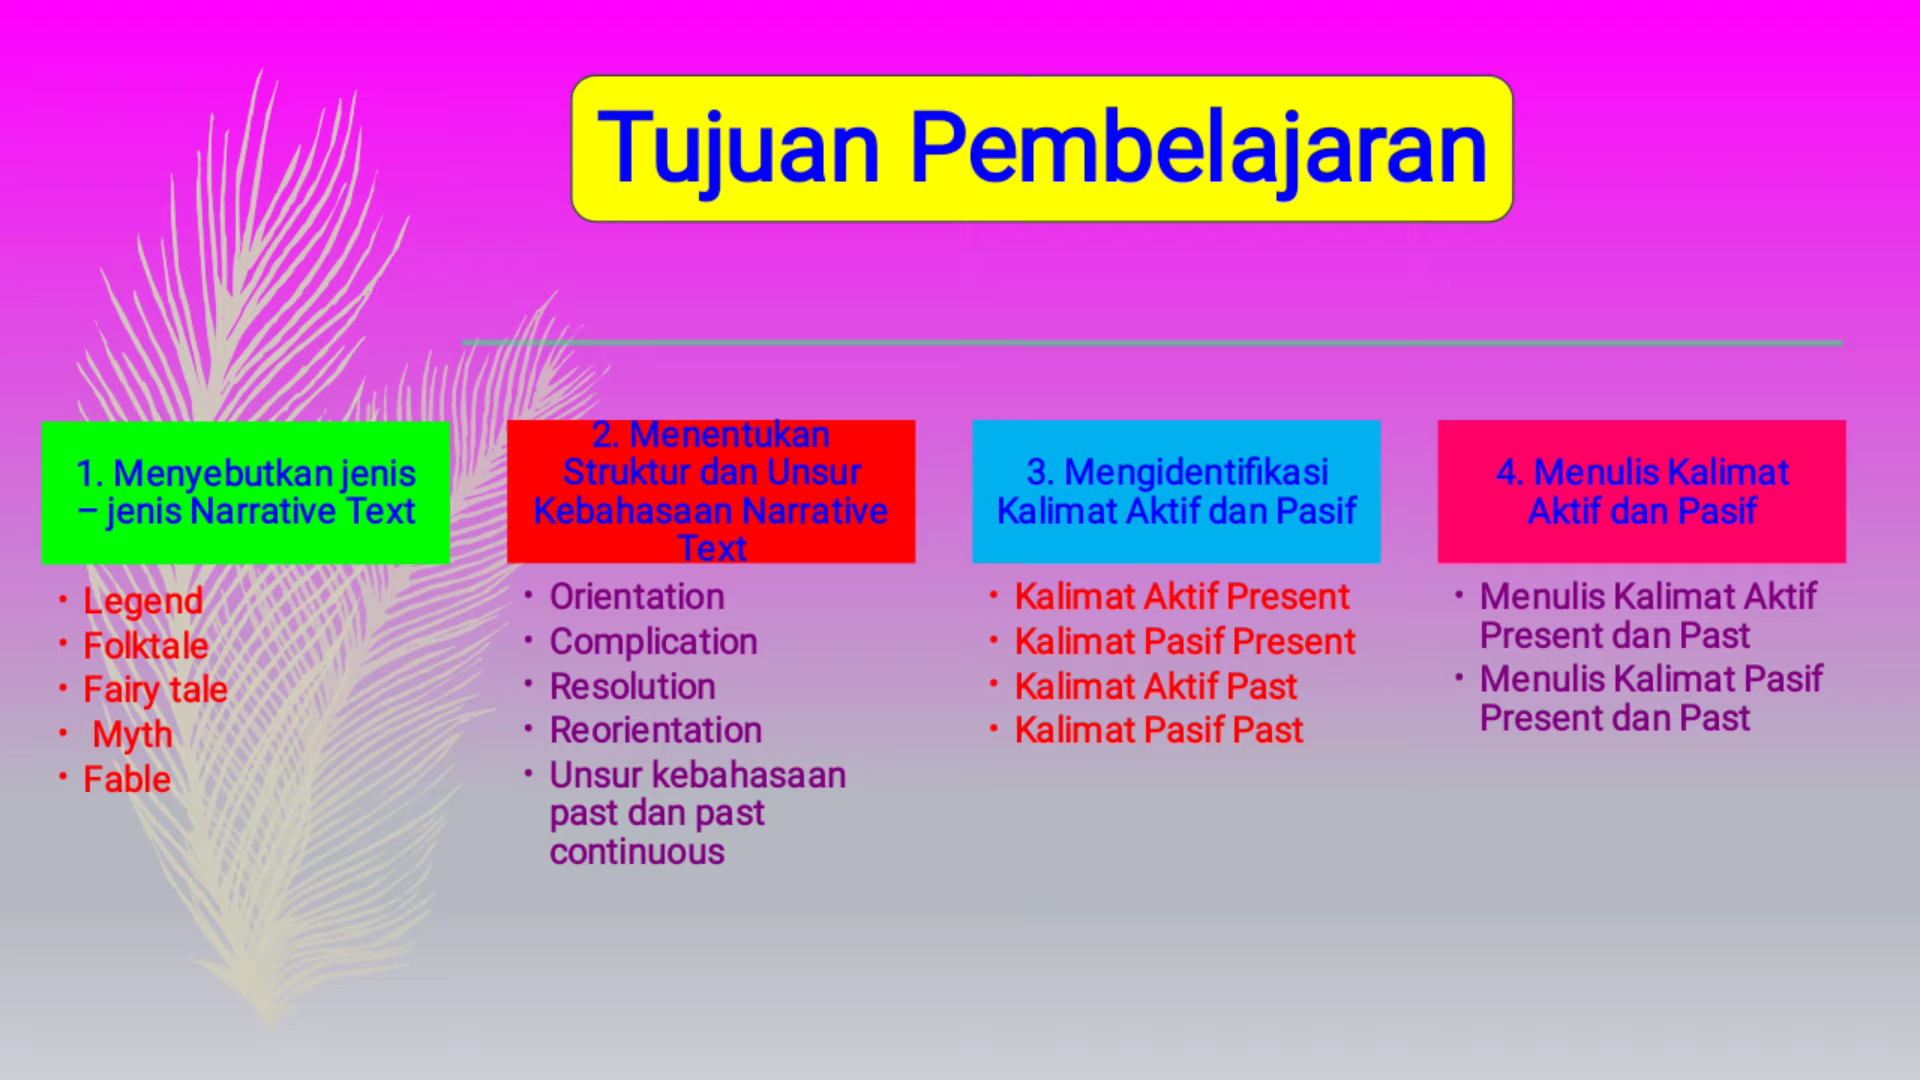 Tujuan Pembelajaran
1. Menyebutkan jenis
– jenis Narrative Text
• Legend
• Folktale
• Fairy tale
• Myth
• Fable
2. Menentukan
Struktur dan Unsur
Kebahasaan Narrative
Text
• Orientation
• Complication
• Resolution
• Reorientation
• Unsur kebahasaan
past dan past
continuous
3. Mengidentifikasi
Kalimat Aktif dan Pasif
• Kalimat Aktif Present
• Kalimat Pasif Present
• Kalimat Aktif Past
• Kalimat Pasif Past
4. Menulis Kalimat
Aktif dan Pasif
• Menulis Kalimat Aktif
Present dan Past
• Menulis Kalimat Pasif
Present dan Past